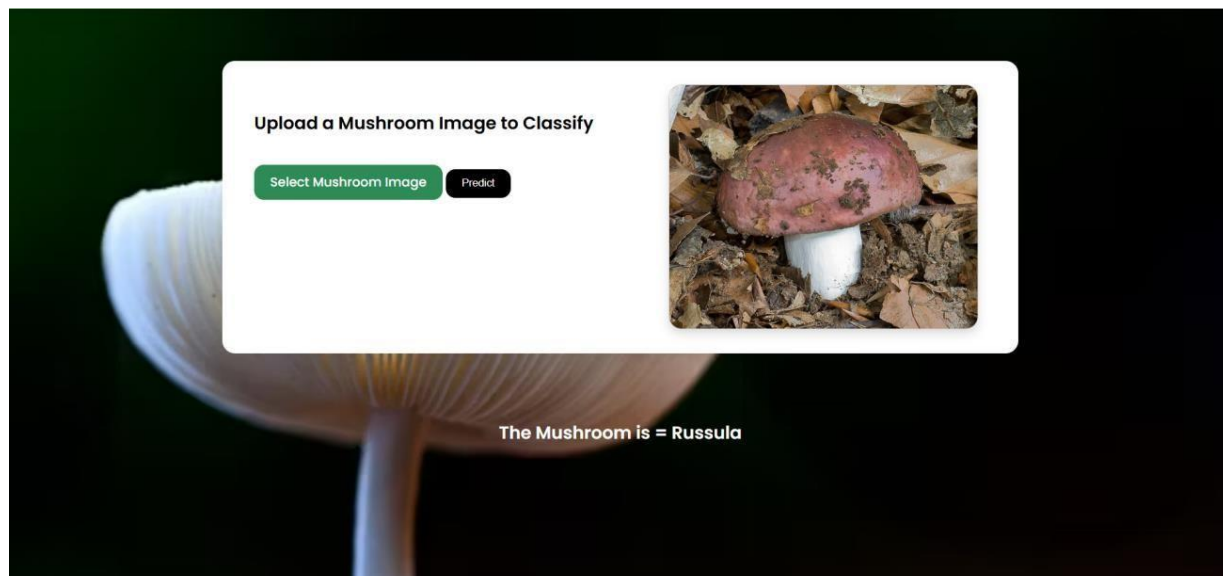 Upload a Mushroom Image to Classify
Select Mushroom Image Predict
The Mushroom is = Russula